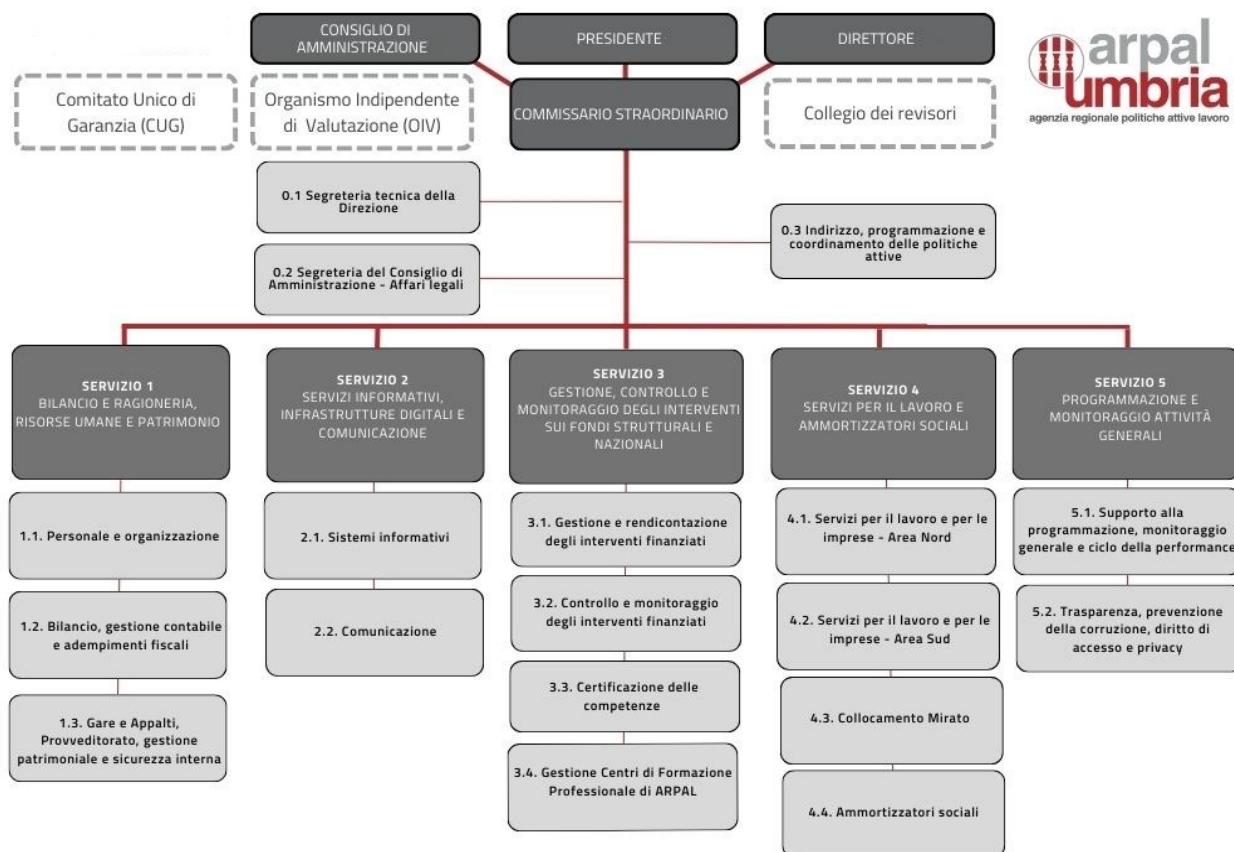 CONSIGLIO DI
AMMINISTRAZIONE
PRESIDENTE
DIRETTORE
arpal
umbria
agenzia regionale politiche attive lavoro
Comitato Unico di
Garanzia (CUG)
Organismo Indipendente
di Valutazione (OIV)
COMMISSARIO STRAORDINARIO
Collegio dei revisori
0.1 Segreteria tecnica della
Direzione
0.2 Segreteria del Consiglio di
Amministrazione - Affari legali
0.3 Indirizzo, programmazione e
coordinamento delle politiche
attive
SERVIZIO 1
BILANCIO E RAGIONERIA,
RISORSE UMANE E PATRIMONIO
1.1. Personale e organizzazione
1.2. Bilancio, gestione contabile
e adempimenti fiscali
1.3. Gare e Appalti,
Provveditorato, gestione
patrimoniale e sicurezza interna
SERVIZIO 2
SERVIZI INFORMATIVI,
INFRASTRUTTURE DIGITALI E
COMUNICAZIONE
2.1. Sistemi informativi
2.2. Comunicazione
SERVIZIO 3
GESTIONE, CONTROLLO E
MONITORAGGIO DEGLI INTERVENTI
SUI FONDI STRUTTURALI E
NAZIONALI
3.1. Gestione e rendicontazione
degli interventi finanziati
3.2. Controllo e monitoraggio
degli interventi finanziati
3.3. Certificazione delle
competenze
3.4. Gestione Centri di Formazione
Professionale di ARPAL
SERVIZIO 4
SERVIZI PER IL LAVORO E
AMMORTIZZATORI SOCIALI
4.1. Servizi per il lavoro e per le
imprese - Area Nord
4.2. Servizi per il lavoro e per le
imprese - Area Sud
4.3. Collocamento Mirato
4.4. Ammortizzatori sociali
SERVIZIO 5
PROGRAMMAZIONE E
MONITORAGGIO ATTIVITÀ
GENERALI
5.1. Supporto alla
programmazione, monitoraggio
generale e ciclo della performance
5.2. Trasparenza, prevenzione
della corruzione, diritto di
accesso e privacy